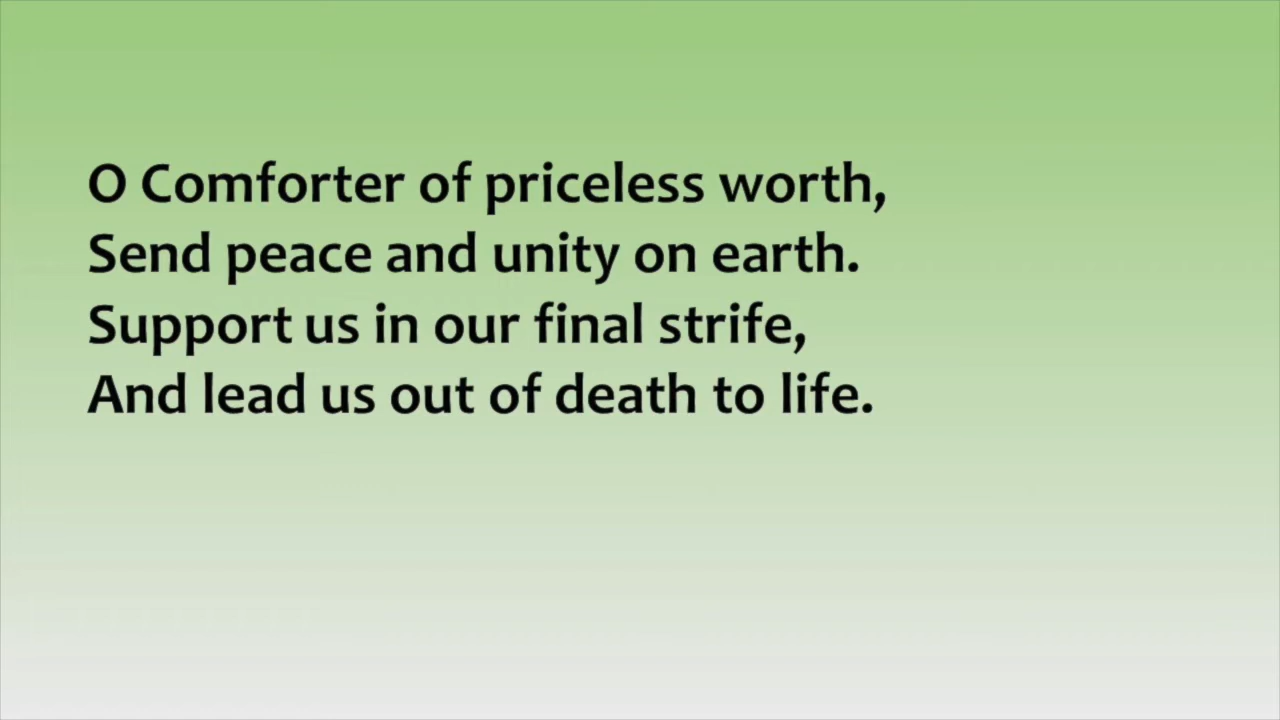 O Comforter of priceless worth,
Send peace and unity on earth.
Support us in our final strife,
And lead us out of death to life.